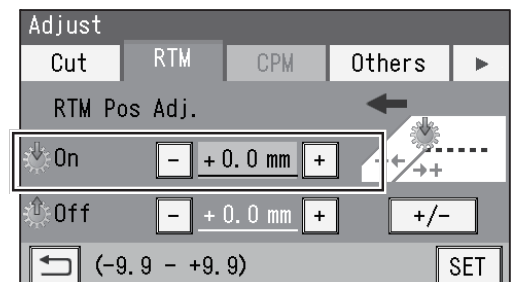 Adjust
Cut RTM CPM Others ▶
RTM Pos Adj.
On - +0.0 mm +
Off - +0.0 mm + +/-
(-9.9 - +9.9) SET